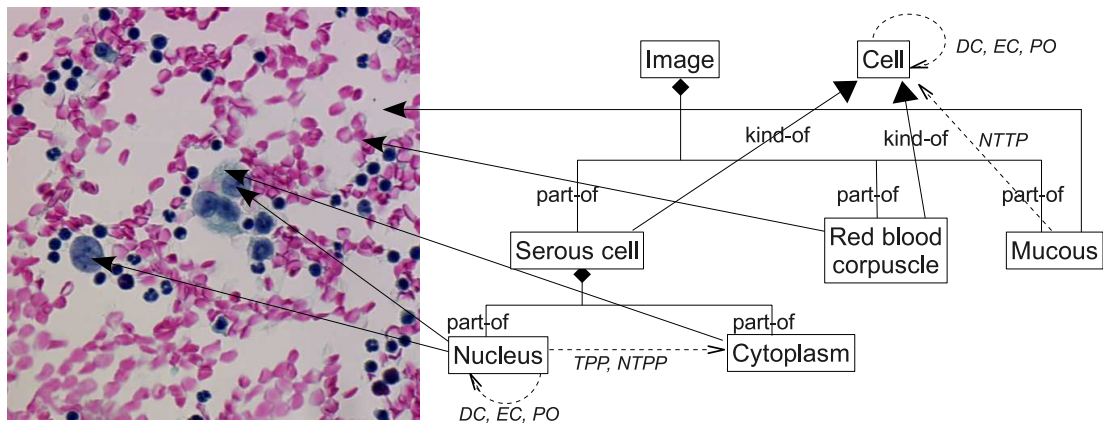 Image
Cell
DC, EC, PO
kind-of
kind-of
NTTP
part-of
part-of
part-of
Serous cell
Red blood
corpuscle
Mucous
part-of
part-of
Nucleus
TPP, NTPP
Cytoplasm
DC, EC, PO